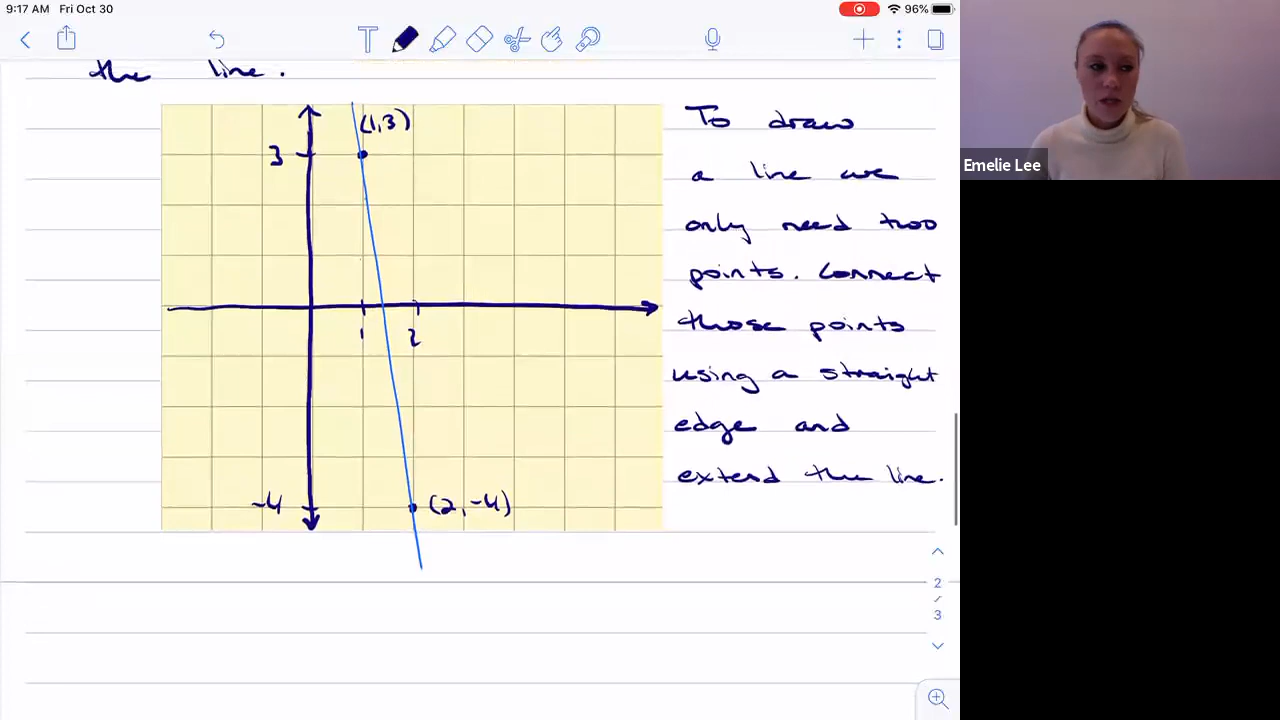 9:17 AM Fri Oct 30
96%
T
the line.
(1,3)
3
1
2
-4
(2,-4)
To draw
a line we
only need two
points. Connect
those points
using a straight
edge and
extend the line.
2
/
3
Emelie Lee